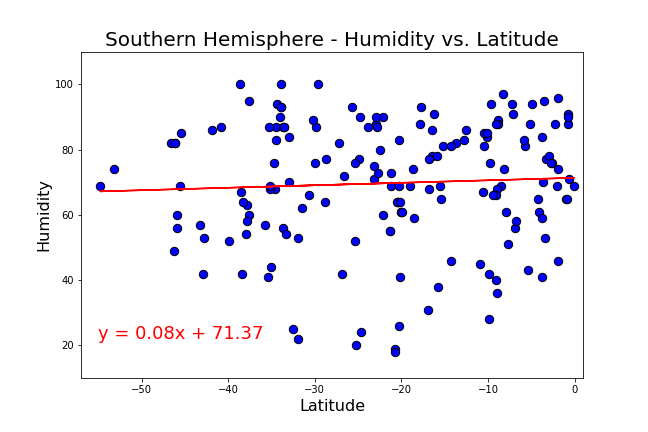 Southern Hemisphere - Humidity vs. Latitude
100
80
60
40
20
Humidity
y = 0.08x + 71.37
−50
−40
−30
−20
−10
0
Latitude